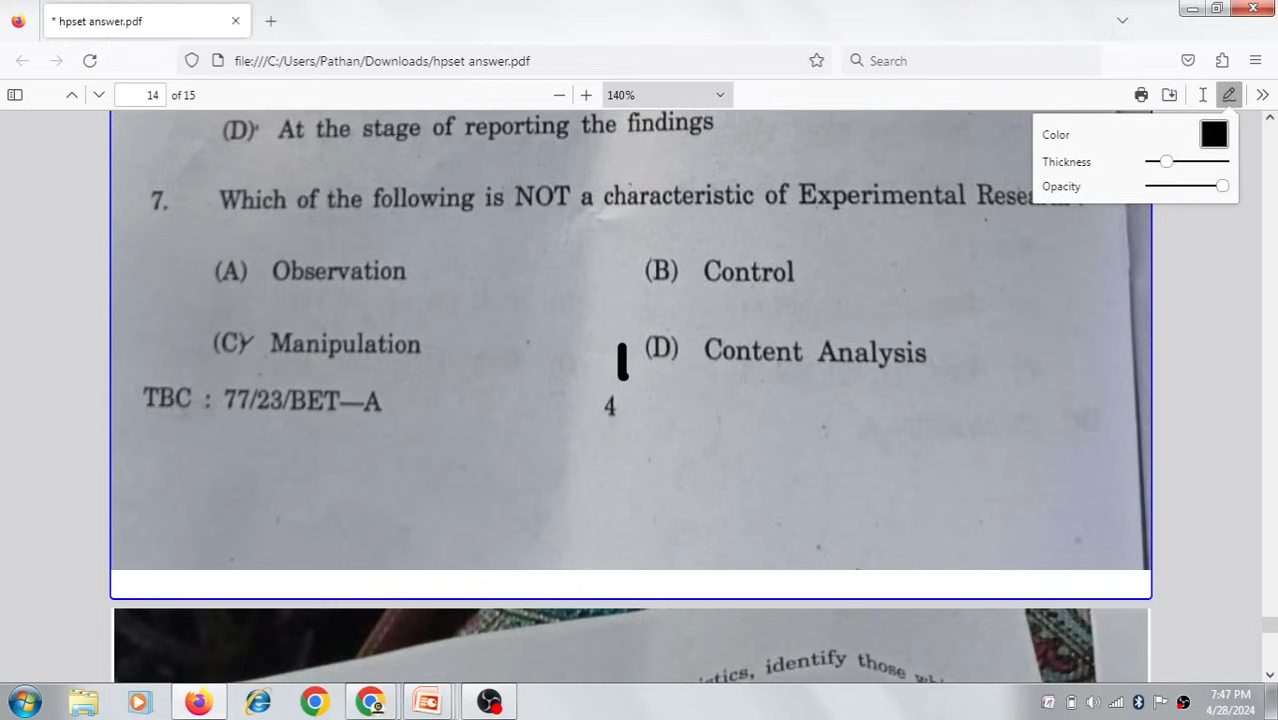 * hpset answer.pdf
file:///C:/Users/Pathan/Downloads/hpset answer.pdf
Search
14 of 15
140%
Color
Thickness
Opacity
(D) At the stage of reporting the findings
7. Which of the following is NOT a characteristic of Experimental
(A) Observation
(B) Control
(C) Manipulation
(D) Content Analysis
TBC : 77/23/BET—A
4
identify those
7:47 PM
4/28/2024